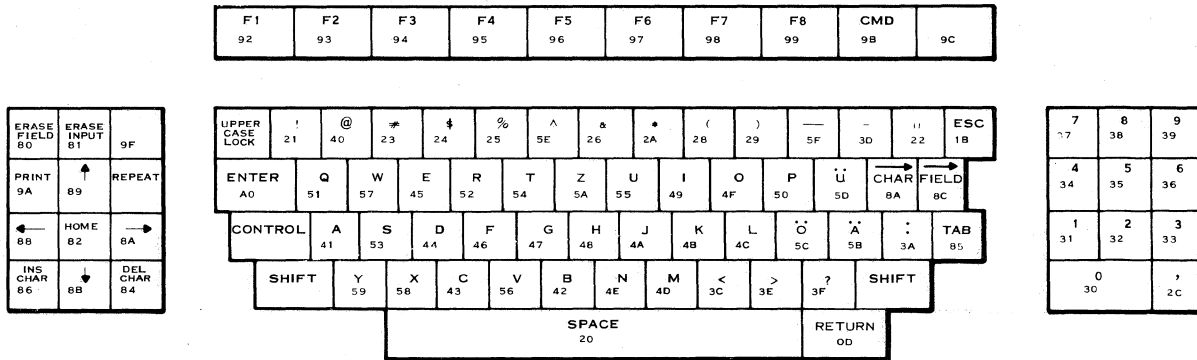 F1 F2 F3 F4 F5 F6 F7 F8 CMD
92 93 94 95 96 97 98 99 9B 9C
ERASE FIELD ERASE INPUT
80 81 9F
UPPER CASE LOCK ! @ ≠ $ % ^ & * ( ) — - " ESC
21 40 23 24 25 5E 26 2A 28 29 5F 3D 22 1B
7 8 9
37 38 39
PRINT ↑ REPEAT
9A 89
ENTER Q W E R T Z U I O P Ü → CHAR → FIELD
A0 51 57 45 52 54 5A 55 49 4F 50 5D 8A 8C
4 5 6
34 35 36
← HOME →
88 82 8A
CONTROL A S D F G H J K L Ö Ä : TAB
41 53 44 46 47 48 4A 4B 4C 5C 5B 3A 85
1 2 3
31 32 33
INS CHAR ↓ DEL CHAR
86 8B 84
SHIFT Y X C V B N M < > ? SHIFT
59 58 43 56 42 4E 4D 3C 3E 3F
0 ,
30 2C
SPACE RETURN
20 0D